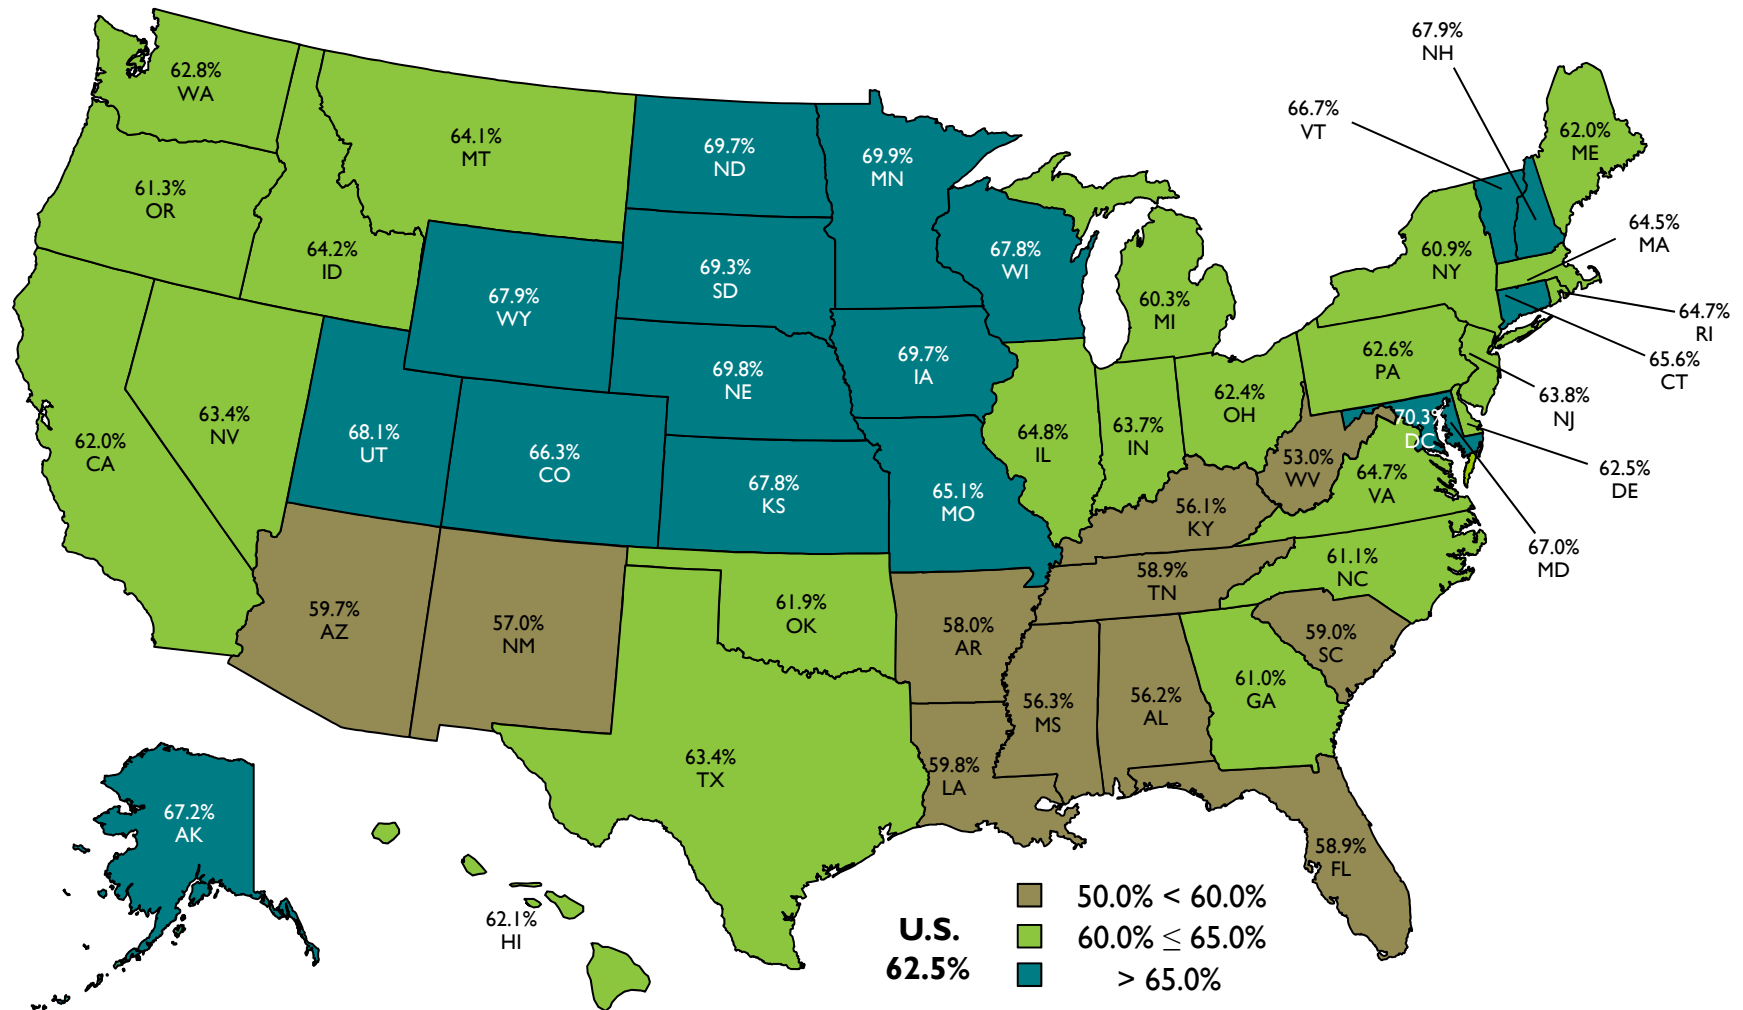 67.9%
NH
62.8%
WA
66.7%
VT
64.1%
MT
69.7%
ND
69.9%
MN
62.0%
ME
61.3%
OR
64.2%
ID
67.9%
WY
69.3%
SD
67.8%
WI
60.3%
MI
60.9%
NY
64.5%
MA
64.7%
RI
65.6%
CT
63.8%
NJ
62.6%
PA
69.8%
NE
69.7%
IA
62.0%
CA
63.4%
NV
68.1%
UT
66.3%
CO
67.8%
KS
65.1%
MO
64.8%
IL
63.7%
IN
62.4%
OH
53.0%
WV
70.3%
DC
64.7%
VA
62.5%
DE
67.0%
MD
56.1%
KY
61.1%
NC
58.9%
TN
59.7%
AZ
57.0%
NM
61.9%
OK
58.0%
AR
59.0%
SC
61.0%
GA
56.2%
AL
56.3%
MS
63.4%
TX
59.8%
LA
58.9%
FL
67.2%
AK
62.1%
HI
U.S.
62.5%
50.0% < 60.0%
60.0% ≤ 65.0%
> 65.0%